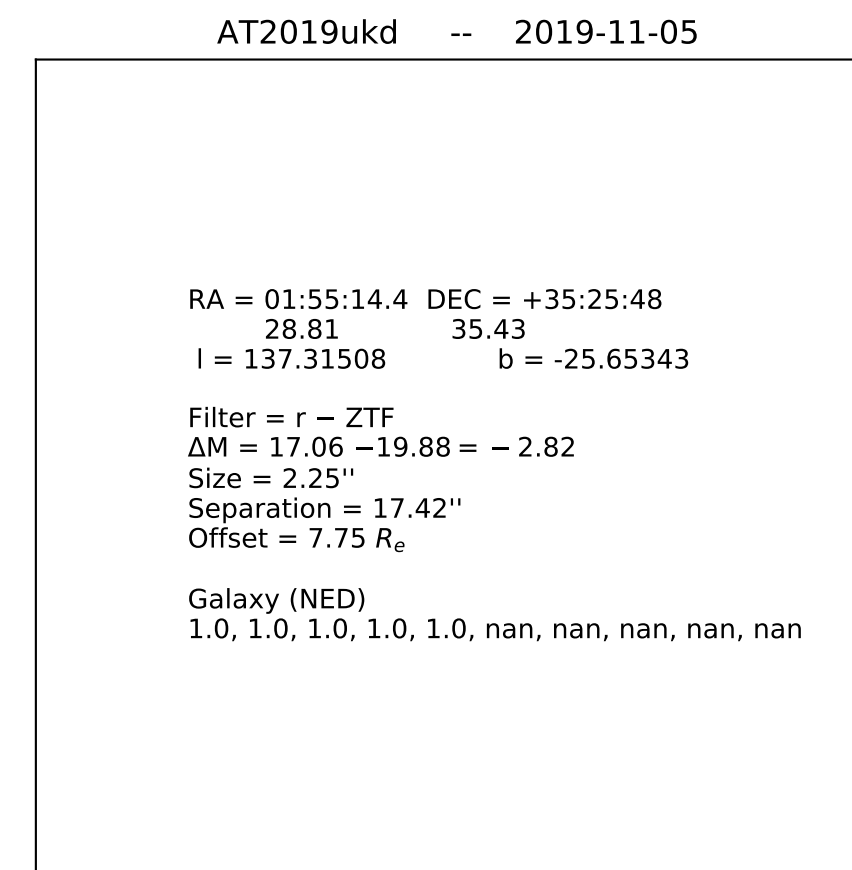 AT2019ukd -- 2019-11-05
RA = 01:55:14.4 DEC = +35:25:48
28.81 35.43
l = 137.31508 b = -25.65343
Filter = r − ZTF
ΔM = 17.06 −19.88 = − 2.82
Size = 2.25''
Separation = 17.42''
Offset = 7.75 Rₑ
Galaxy (NED)
1.0, 1.0, 1.0, 1.0, 1.0, nan, nan, nan, nan, nan